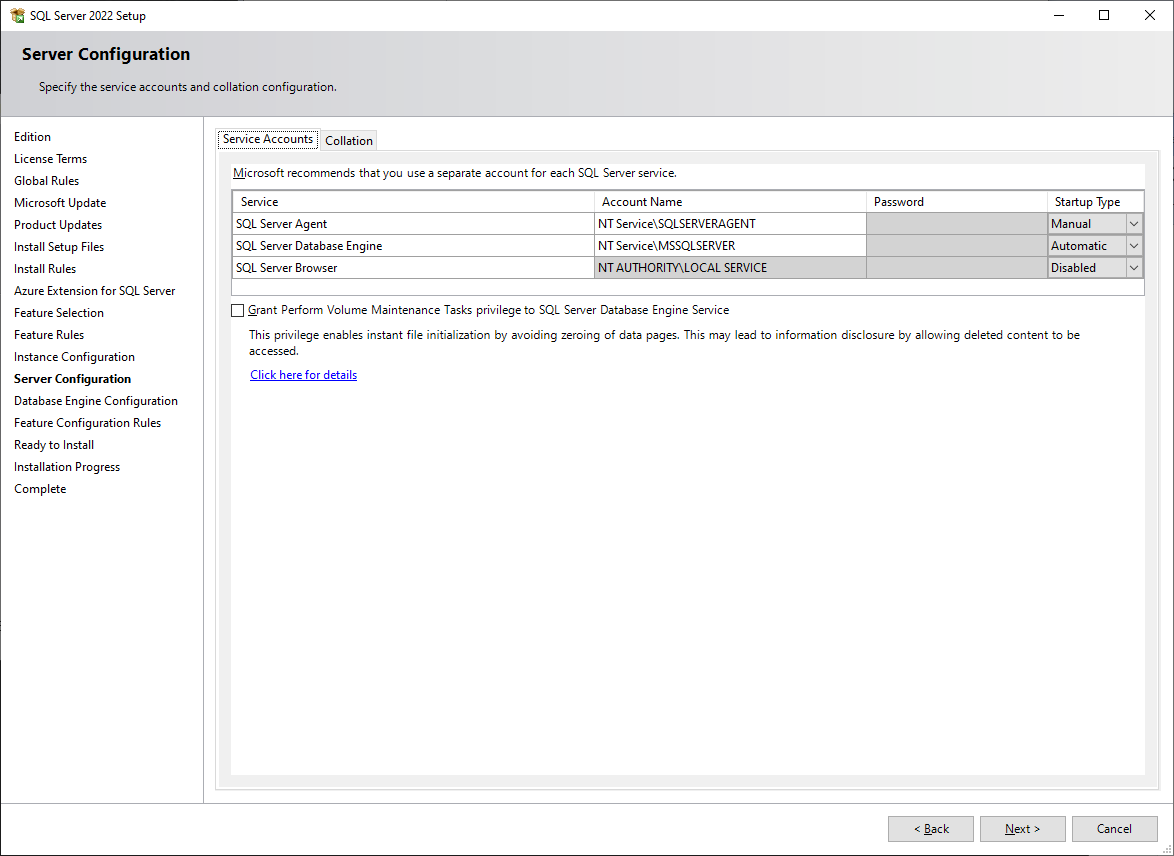 SQL Server 2022 Setup
Server Configuration
Specify the service accounts and collation configuration.
Edition
License Terms
Global Rules
Microsoft Update
Product Updates
Install Setup Files
Install Rules
Azure Extension for SQL Server
Feature Selection
Feature Rules
Instance Configuration
Server Configuration
Database Engine Configuration
Feature Configuration Rules
Ready to Install
Installation Progress
Complete
Service Accounts Collation
Microsoft recommends that you use a separate account for each SQL Server service.
Service Account Name Password Startup Type
SQL Server Agent NT Service\SQLSERVERAGENT Manual
SQL Server Database Engine NT Service\MSSQLSERVER Automatic
SQL Server Browser NT AUTHORITY\LOCAL SERVICE Disabled
Grant Perform Volume Maintenance Tasks privilege to SQL Server Database Engine Service
This privilege enables instant file initialization by avoiding zeroing of data pages. This may lead to information disclosure by allowing deleted content to be
accessed.
Click here for details
< Back Next > Cancel